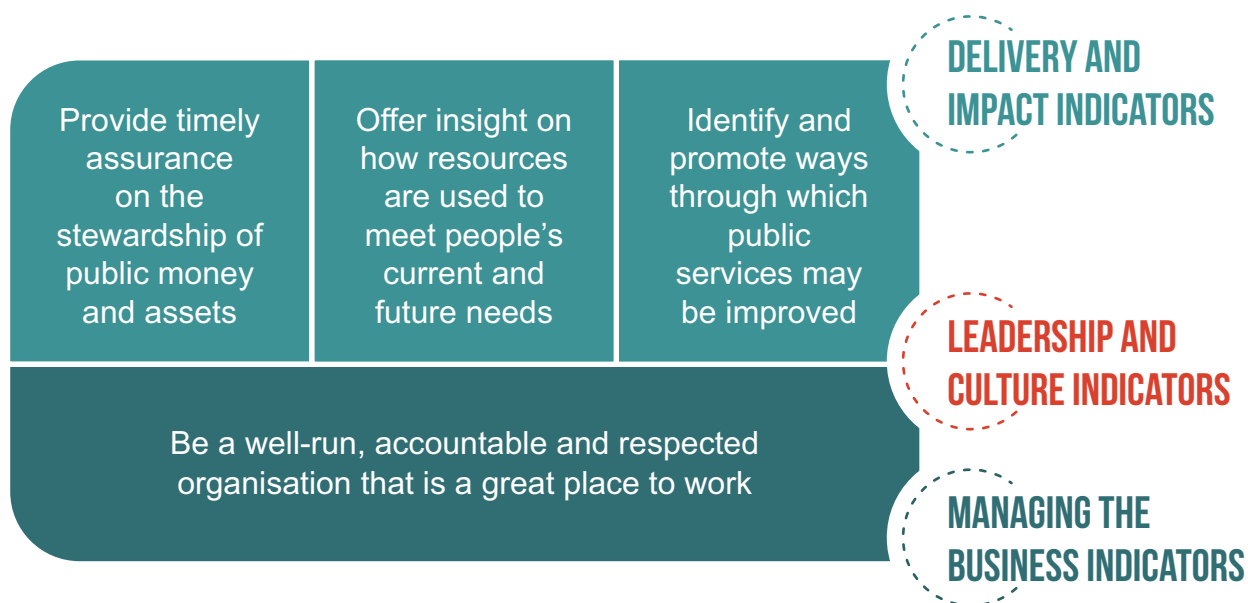 Provide timely
assurance
on the
stewardship of
public money
and assets
Offer insight on
how resources
are used to
meet people’s
current and
future needs
Identify and
promote ways
through which
public
services may
be improved
Be a well-run, accountable and respected
organisation that is a great place to work
DELIVERY AND
IMPACT INDICATORS
LEADERSHIP AND
CULTURE INDICATORS
MANAGING THE
BUSINESS INDICATORS